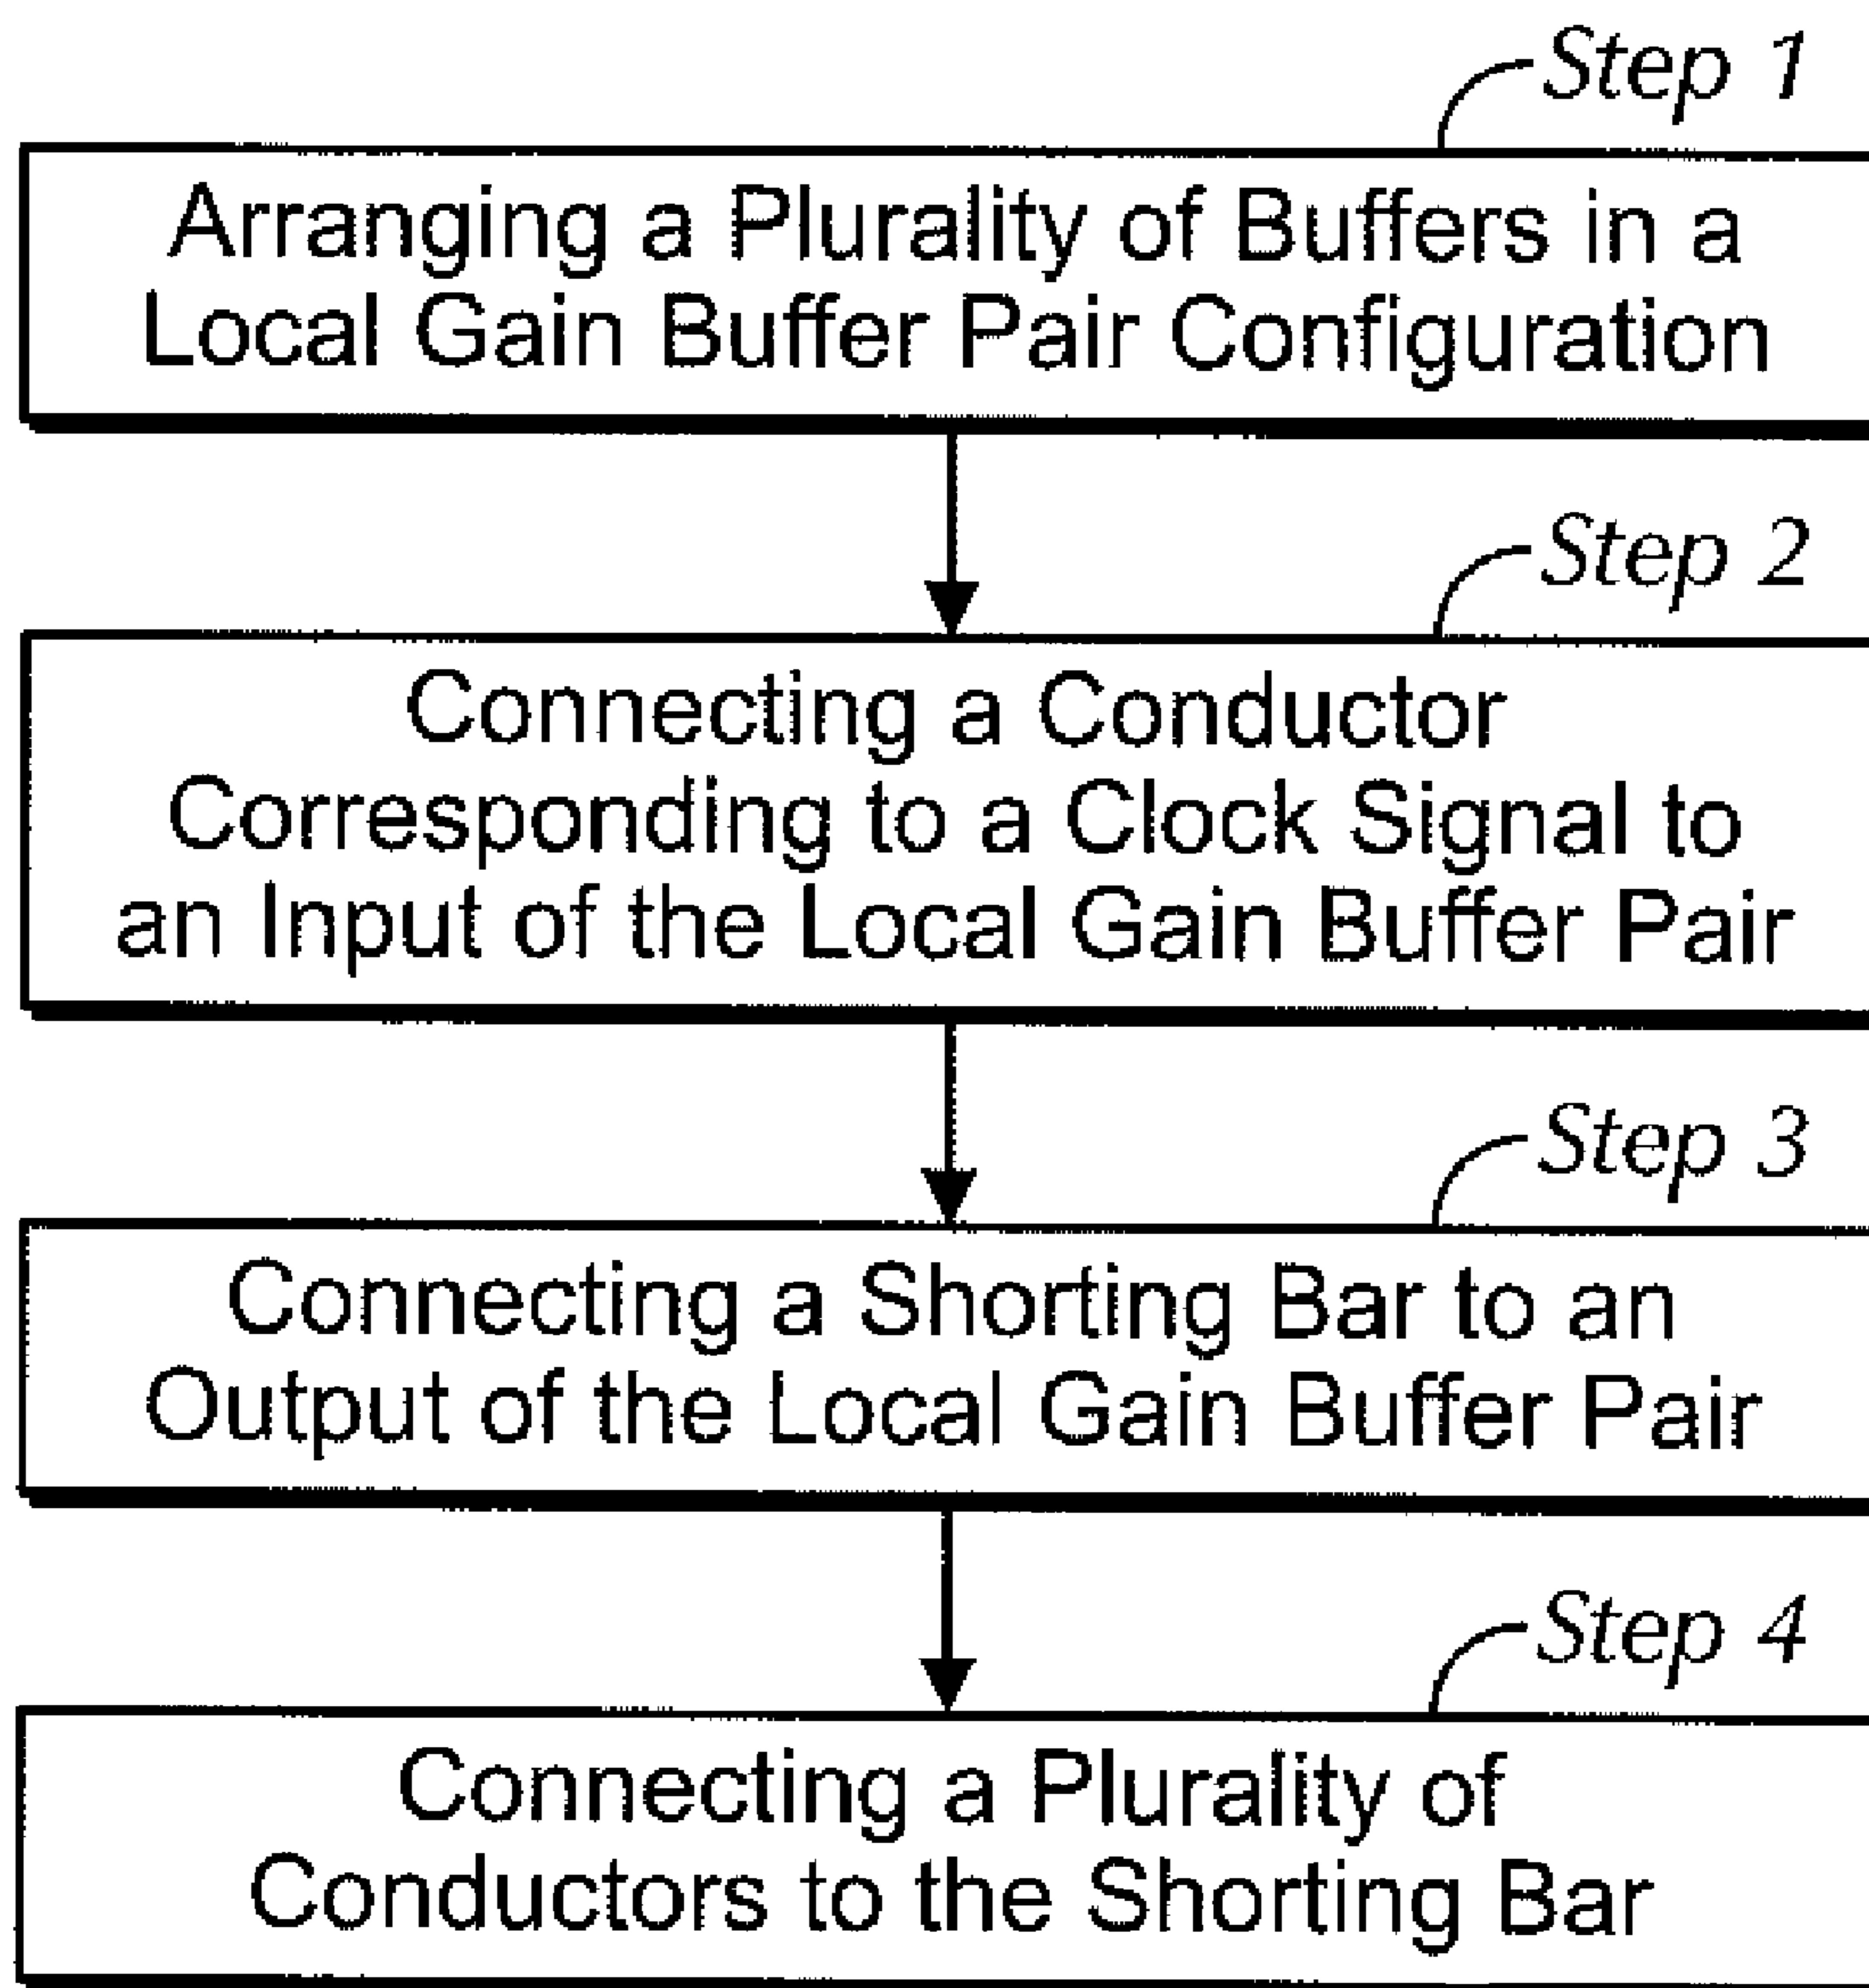 Step 1
Arranging a Plurality of Buffers in a
Local Gain Buffer Pair Configuration
Step 2
Connecting a Conductor
Corresponding to a Clock Signal to
an Input of the Local Gain Buffer Pair
Step 3
Connecting a Shorting Bar to an
Output of the Local Gain Buffer Pair
Step 4
Connecting a Plurality of
Conductors to the Shorting Bar